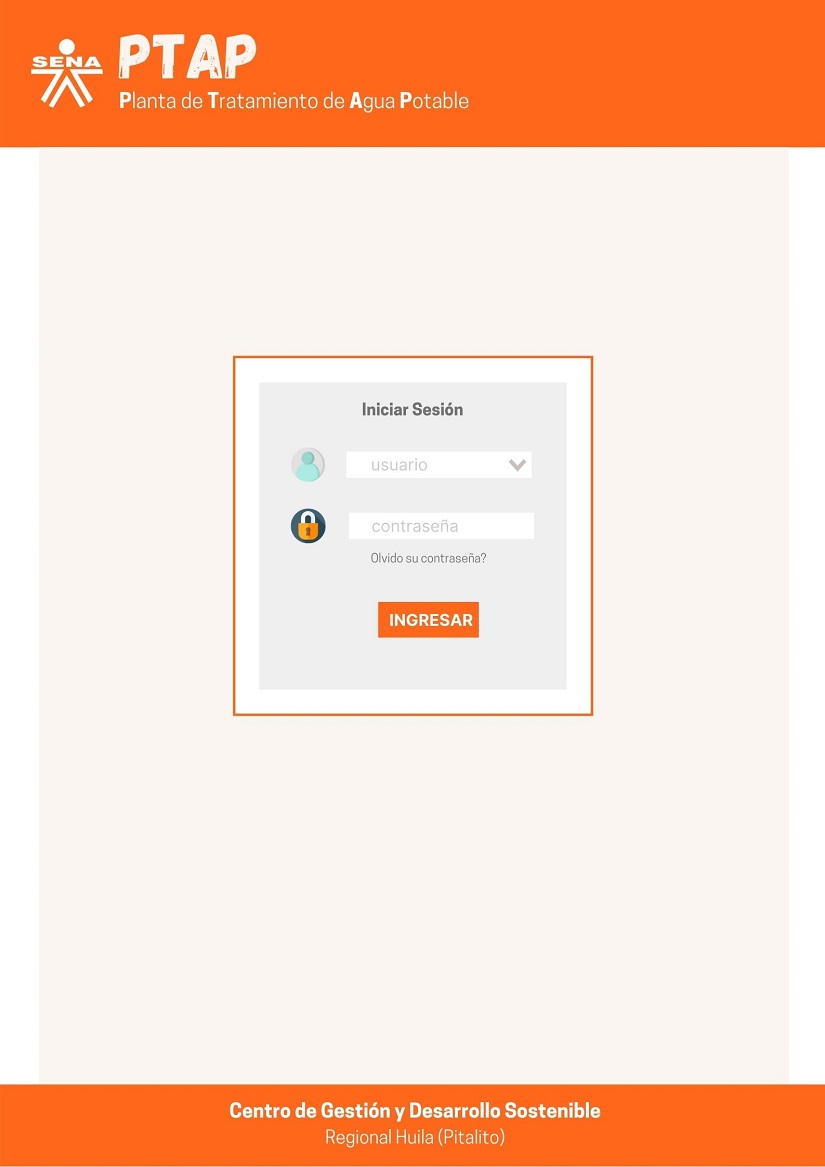 SENA
PTAP
Planta de Tratamiento de Agua Potable
Iniciar Sesión
usuario
contraseña
Olvido su contraseña?
INGRESAR
Centro de Gestión y Desarrollo Sostenible
Regional Huila (Pitalito)